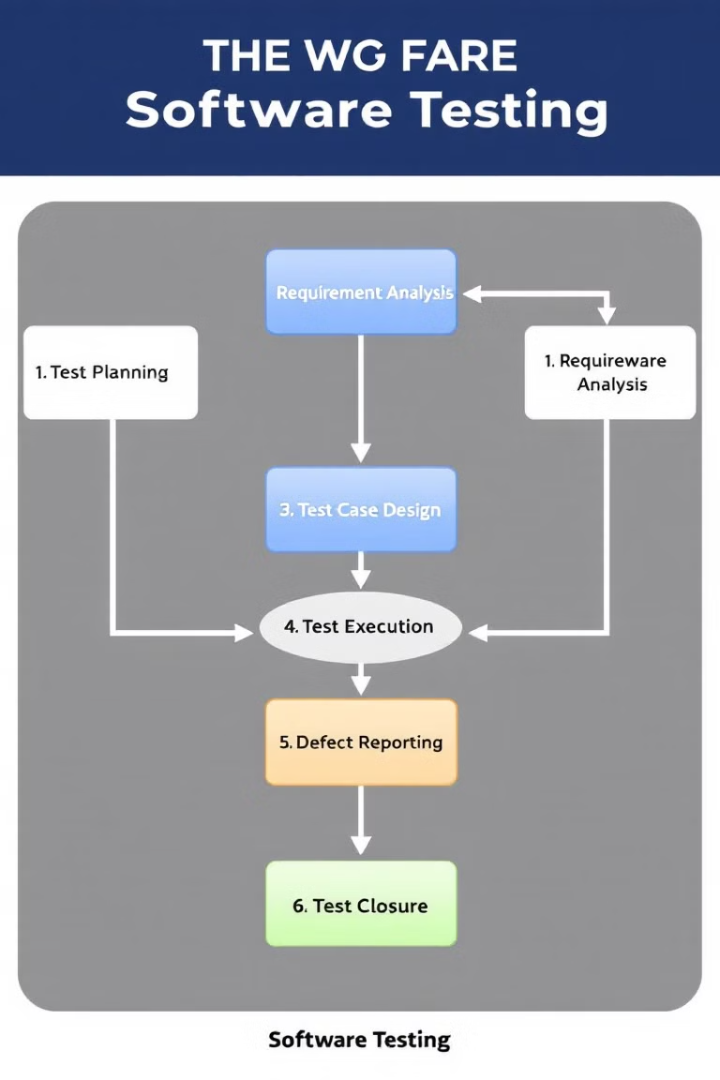 THE WG FARE
Software Testing
Requirement Analysis
1. Test Planning
1. Requireware
Analysis
3. Test Case Design
4. Test Execution
5. Defect Reporting
6. Test Closure
Software Testing